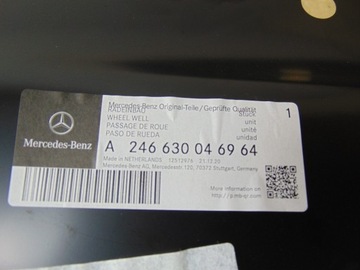 Mercedes-Benz
Mercedes-Benz Original-Teile/Geprüfte Qualität
RADEINBAU
WHEEL WELL
PASSAGE DE ROUE
PASO DE RUEDA
Stück
unit
unité
unidad
1
A 246 630 04 69 64
Made in NETHERLANDS
Mercedes-Benz AG, Mercedesstr.120, 70372 Stuttgart, Germany
More information on